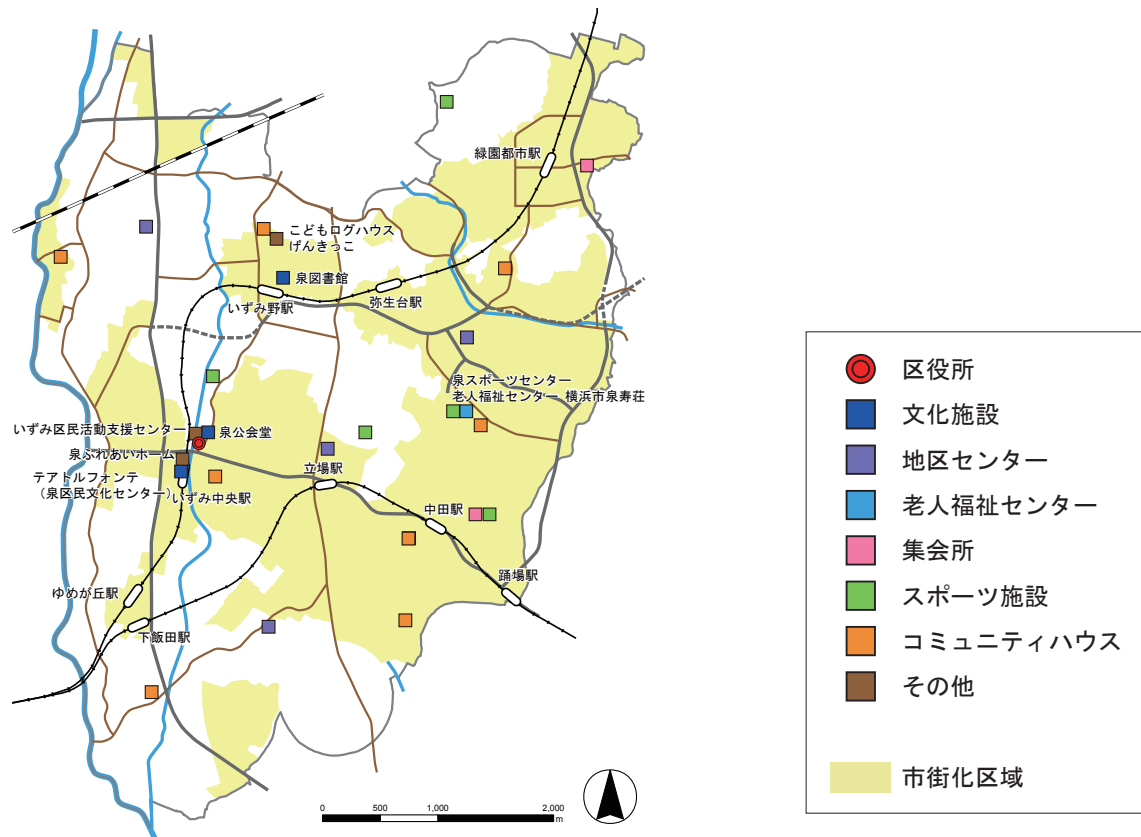 緑園都市駅
こどもログハウス
げんきっこ
泉図書館
いずみ野駅
弥生台駅
泉スポーツセンター
老人福祉センター 横浜市泉寿荘
いずみ区民活動支援センター
泉公会堂
泉ふれあいホーム
テアトルフォンテ
（泉区民文化センター）
いずみ中央駅
立場駅
中田駅
踊場駅
ゆめが丘駅
下飯田駅
0 500 1,000 2,000
m
区役所
文化施設
地区センター
老人福祉センター
集会所
スポーツ施設
コミュニティハウス
その他
市街化区域